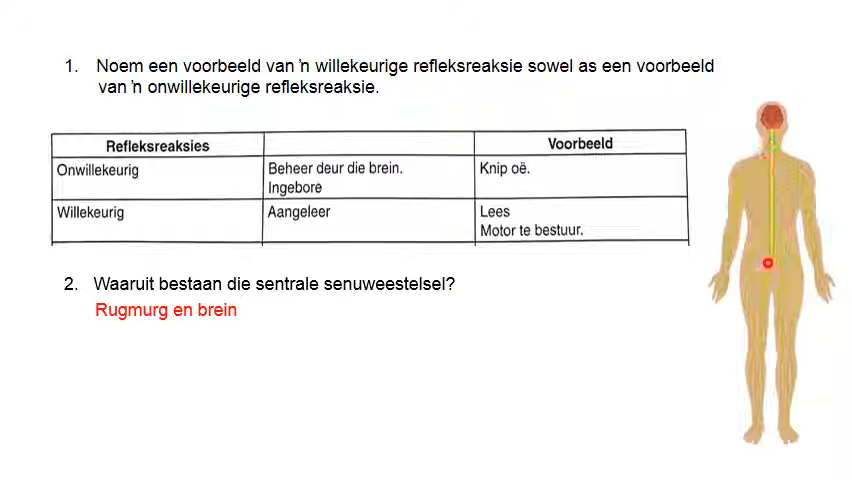 1. Noem een voorbeeld van 'n willekeurige refleksreaksie sowel as een voorbeeld
van 'n onwillekeurige refleksreaksie.
Refleksreaksies Voorbeeld
Onwillekeurig Beheer deur die brein. Knip oë.
Ingebore
Willekeurig Aangeleer Lees
Motor te bestuur.
2. Waaruit bestaan die sentrale senuweestelsel?
Rugmurg en brein